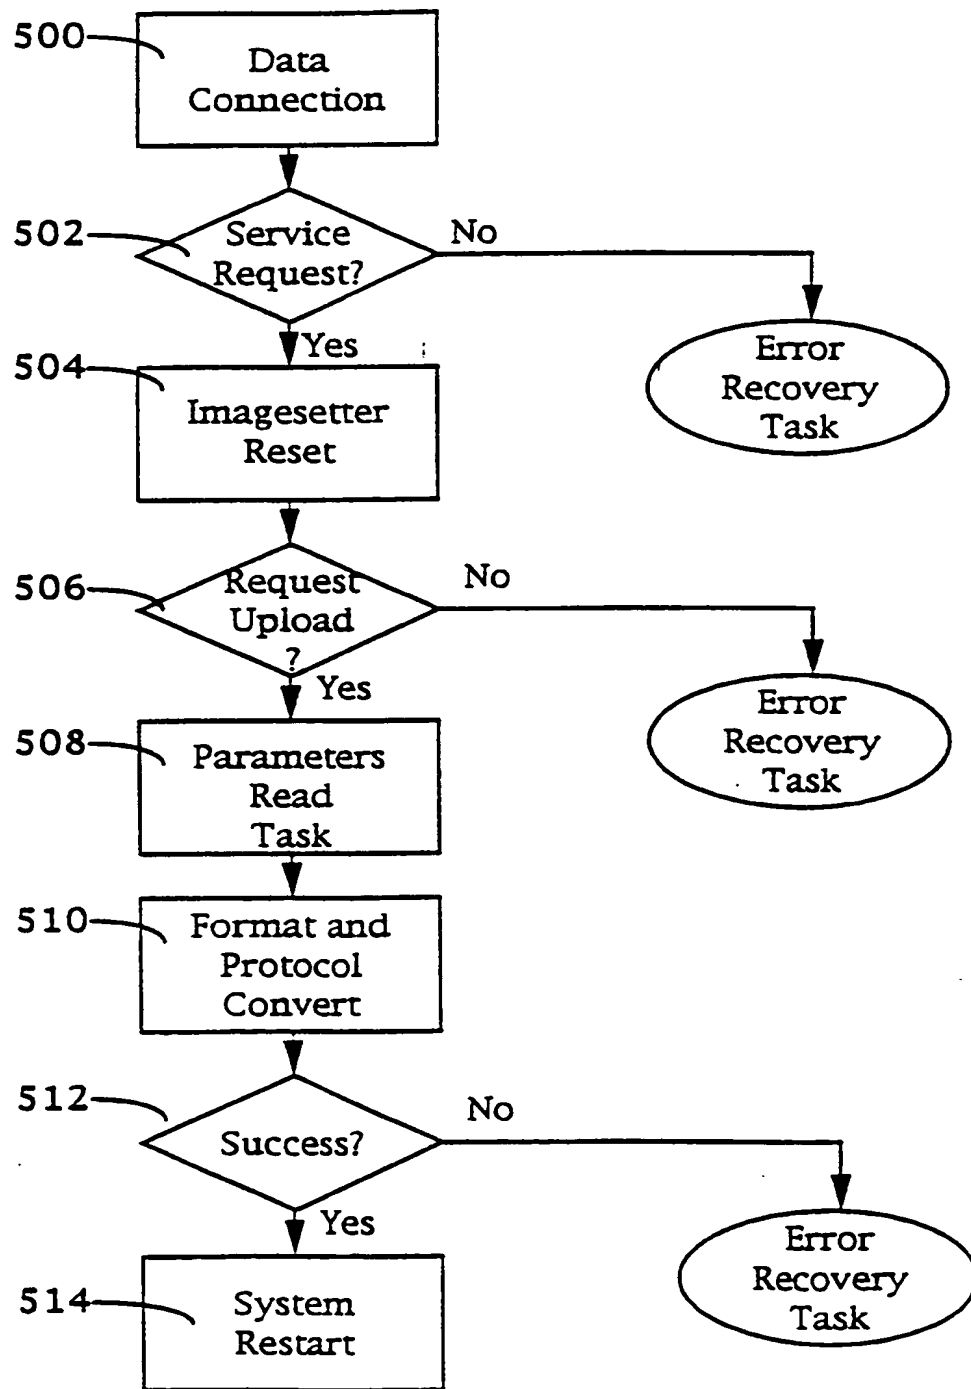 500
Data
Connection
502
Service
Request?
No
Yes
Error
Recovery
Task
504
Imagesetter
Reset
506
Request
Upload
?
No
Yes
Error
Recovery
Task
508
Parameters
Read
Task
510
Format and
Protocol
Convert
512
Success?
No
Yes
Error
Recovery
Task
514
System
Restart